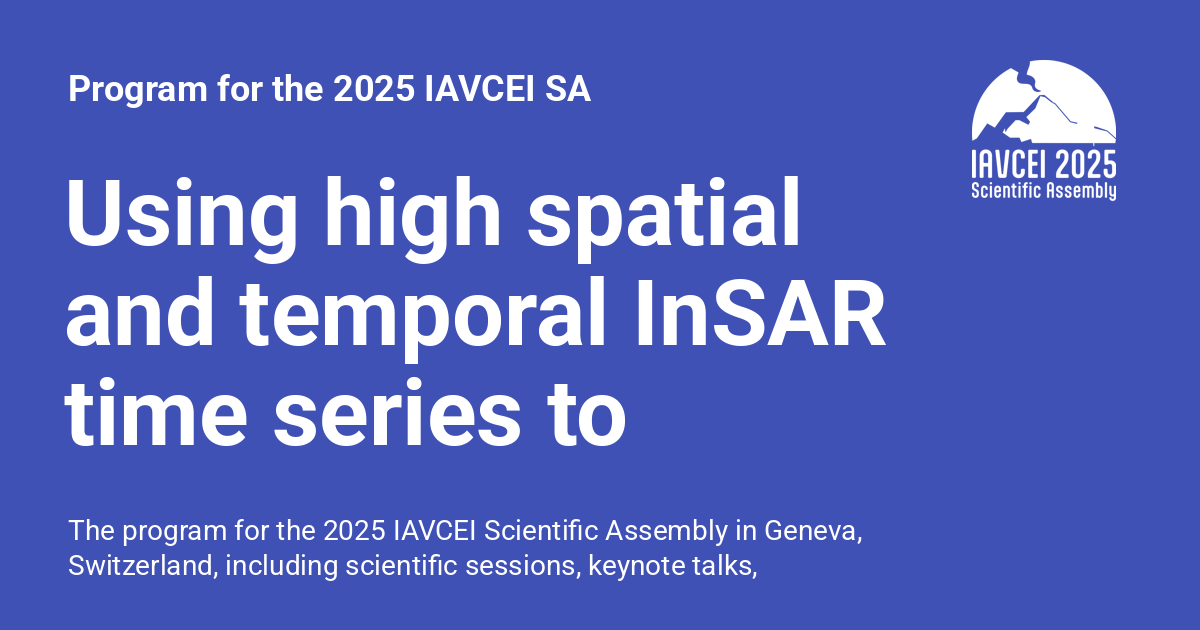 Program for the 2025 IAVCEI SA
IAVCEI 2025
Scientific Assembly
Using high spatial
and temporal InSAR
time series to
The program for the 2025 IAVCEI Scientific Assembly in Geneva,
Switzerland, including scientific sessions, keynote talks,